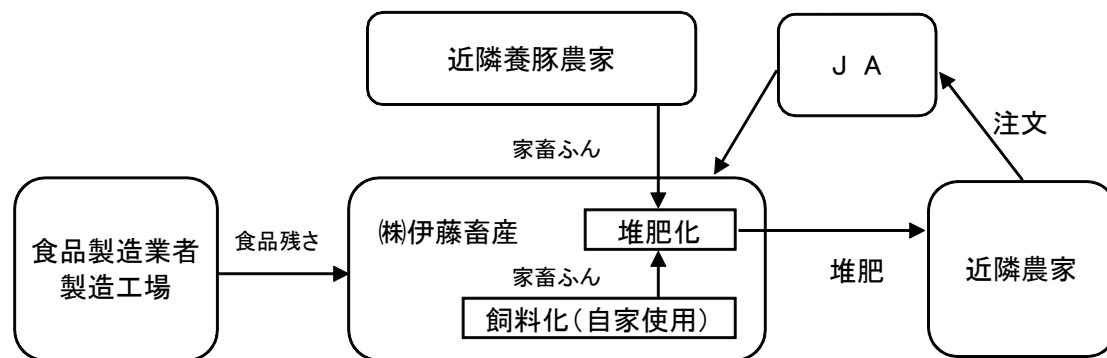 近隣養豚農家
J A
注文
家畜ふん
㈱伊藤畜産
堆肥化
食品製造業者
製造工場
食品残さ
家畜ふん
飼料化(自家使用)
堆肥
近隣農家